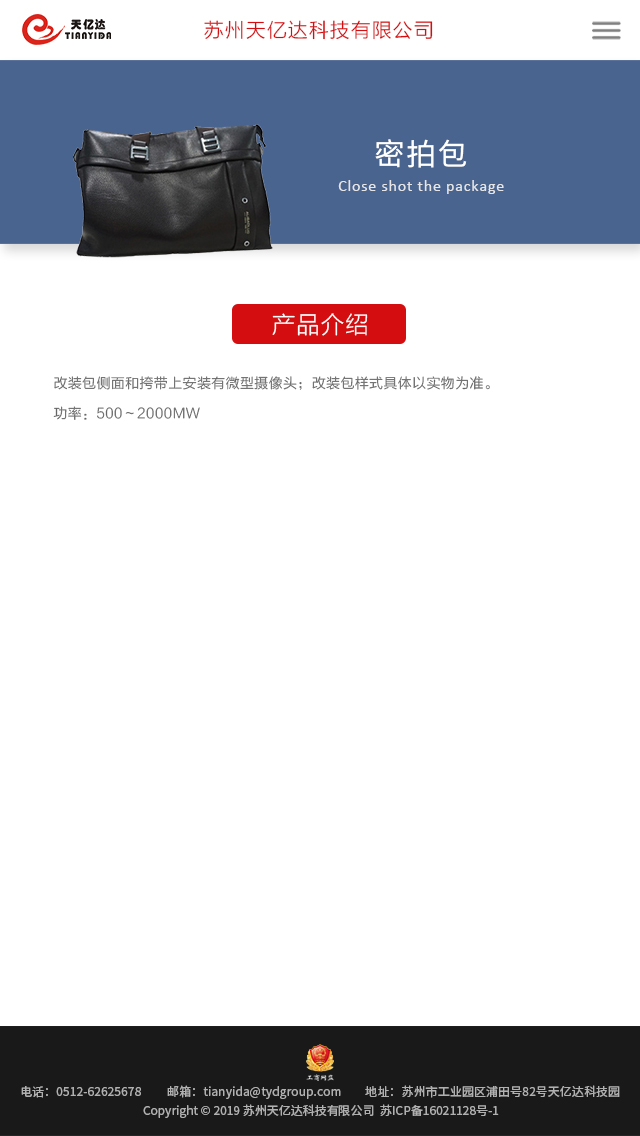 天亿达
TIANYIDA
苏州天亿达科技有限公司
密拍包
Close shot the package
产品介绍
改装包侧面和挎带上安装有微型摄像头；改装包样式具体以实物为准。
功率：500～2000MW
工商网监
电话：0512-62625678 邮箱：tianyida@tydgroup.com 地址：苏州市工业园区浦田号82号天亿达科技园
Copyright © 2019 苏州天亿达科技有限公司 苏ICP备16021128号-1